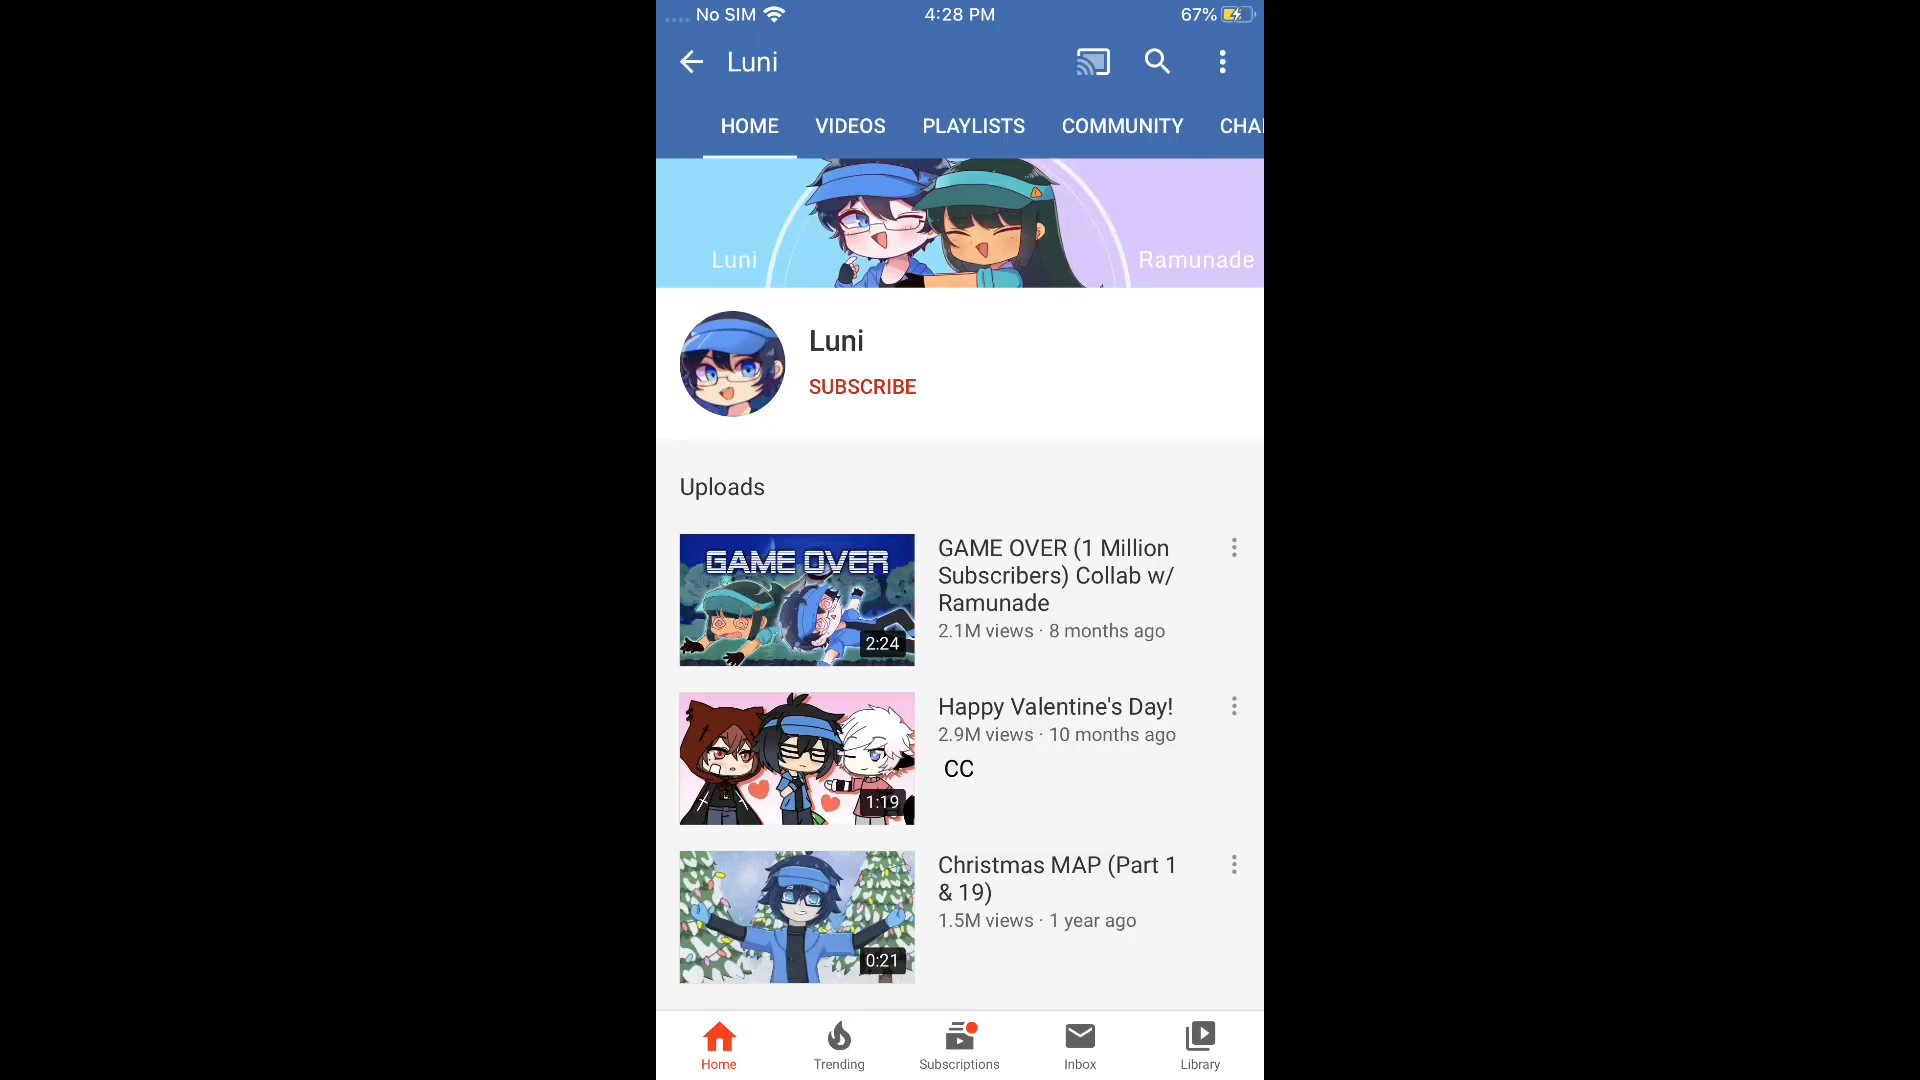 No SIM 4:28 PM 67%
Luni
HOME VIDEOS PLAYLISTS COMMUNITY CHA
Luni Ramunade
Luni
SUBSCRIBE
Uploads
GAME OVER
2:24
GAME OVER (1 Million
Subscribers) Collab w/
Ramunade
2.1M views · 8 months ago
1:19
Happy Valentine's Day!
2.9M views · 10 months ago
CC
0:21
Christmas MAP (Part 1
& 19)
1.5M views · 1 year ago
Home Trending Subscriptions Inbox Library